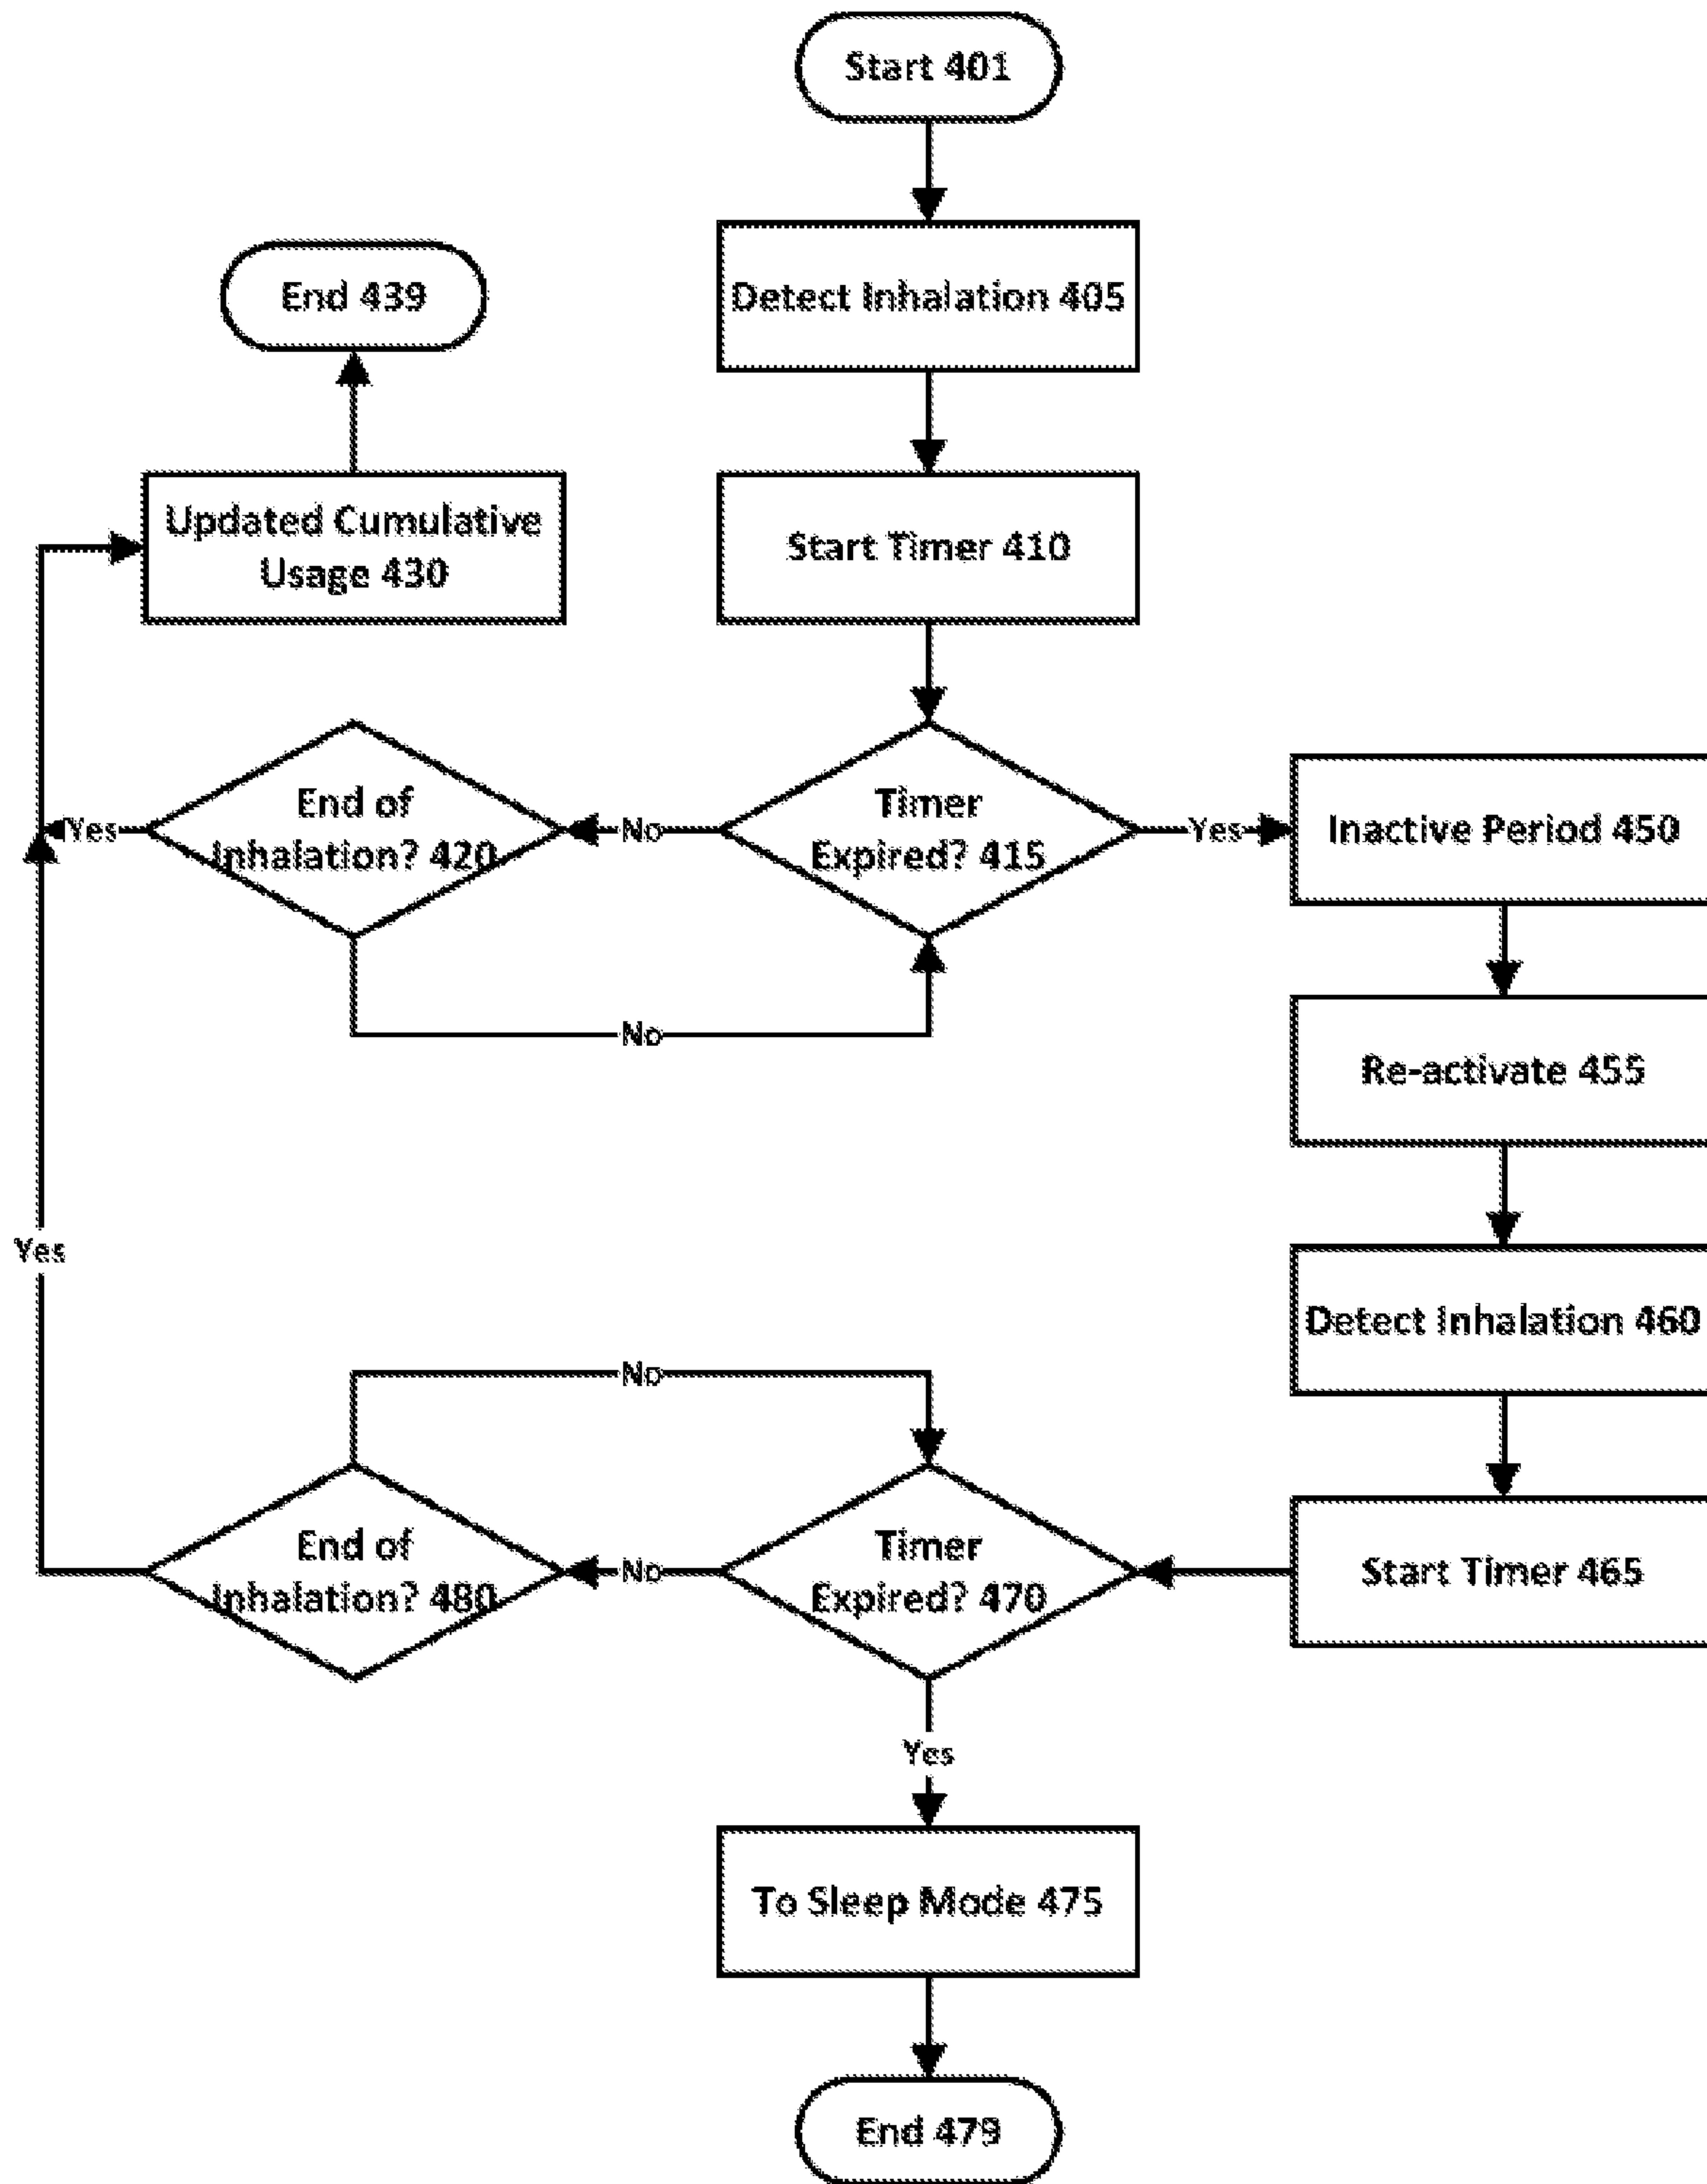 Start 401
Detect Inhalation 405
End 439
Updated Cumulative
Usage 430
Start Timer 410
End of
Inhalation? 420
Timer
Expired? 415
Yes
No
Yes
Inactive Period 450
No
Re-activate 455
Yes
Detect Inhalation 460
No
End of
Inhalation? 480
No
Timer
Expired? 470
Start Timer 465
Yes
To Sleep Mode 475
End 479